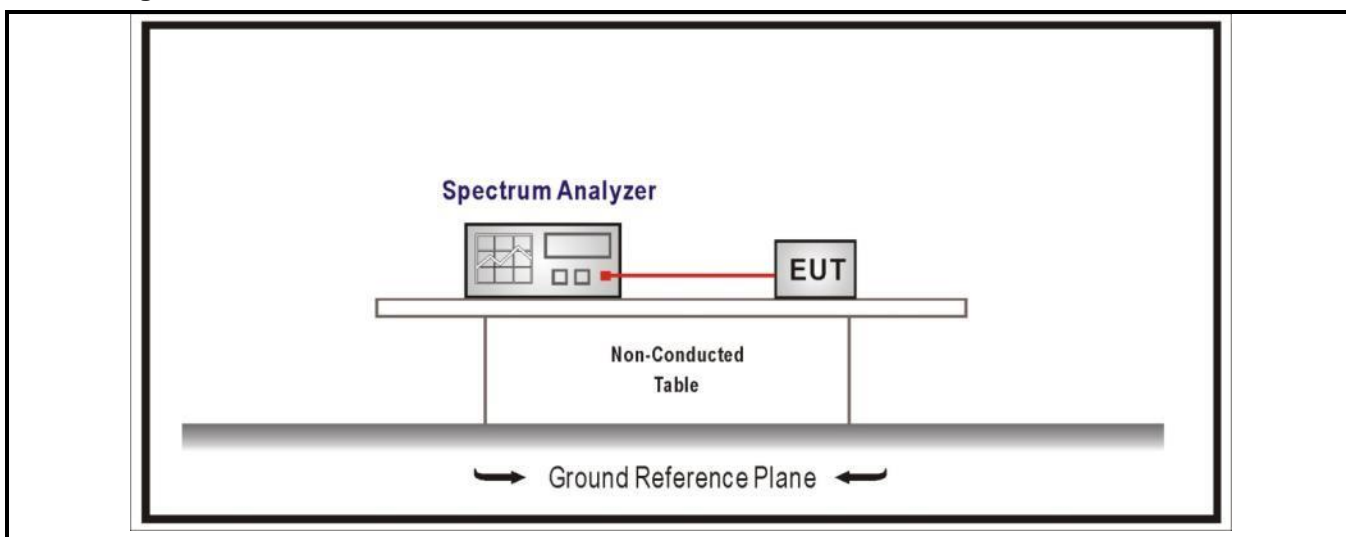 Spectrum Analyzer
EUT
Non-Conducted
Table
Ground Reference Plane